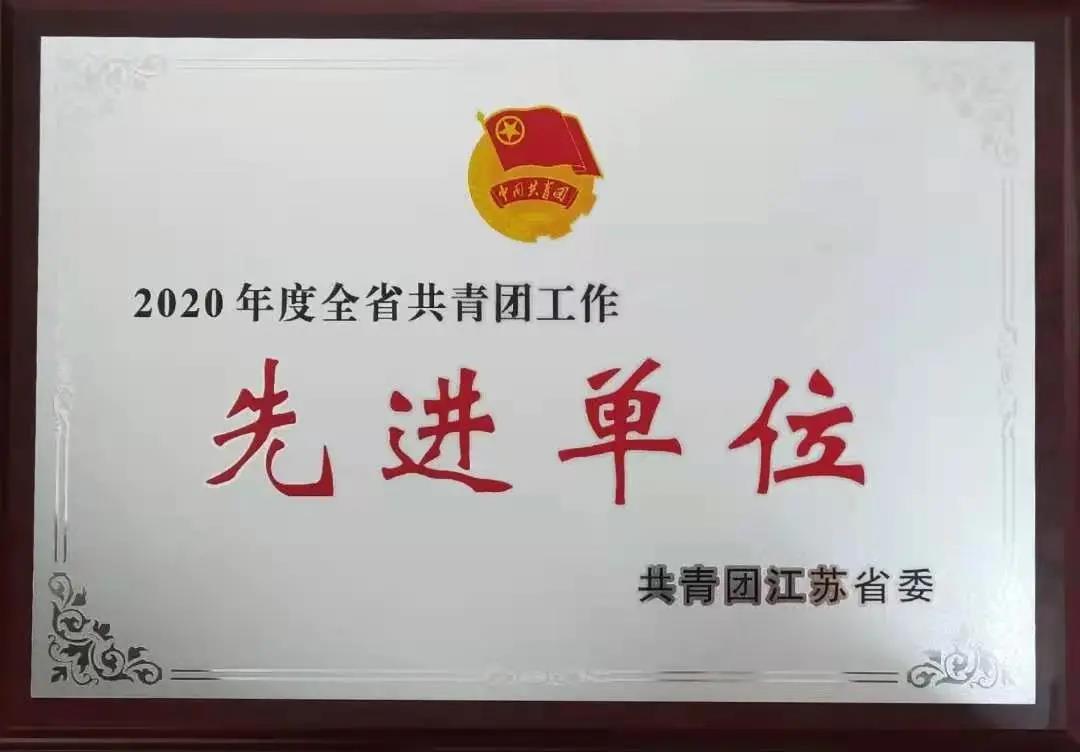 中国共青团
2020年度全省共青团工作
先进单位
共青团江苏省委